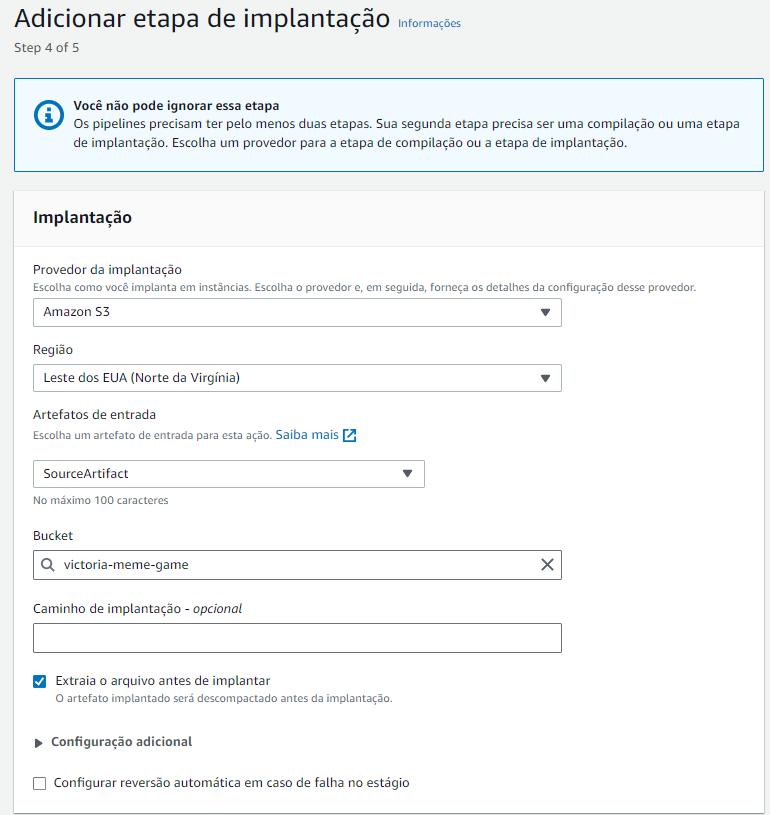 Adicionar etapa de implantação Informações
Step 4 of 5
Você não pode ignorar essa etapa
Os pipelines precisam ter pelo menos duas etapas. Sua segunda etapa precisa ser uma compilação ou uma etapa
de implantação. Escolha um provedor para a etapa de compilação ou a etapa de implantação.
Implantação
Provedor da implantação
Escolha como você implanta em instâncias. Escolha o provedor e, em seguida, forneça os detalhes da configuração desse provedor.
Amazon S3
Região
Leste dos EUA (Norte da Virgínia)
Artefatos de entrada
Escolha um artefato de entrada para esta ação. Saiba mais
SourceArtifact
No máximo 100 caracteres
Bucket
victoria-meme-game
Caminho de implantação - opcional
Extraia o arquivo antes de implantar
O artefato implantado será descompactado antes da implantação.
Configuração adicional
Configurar reversão automática em caso de falha no estágio